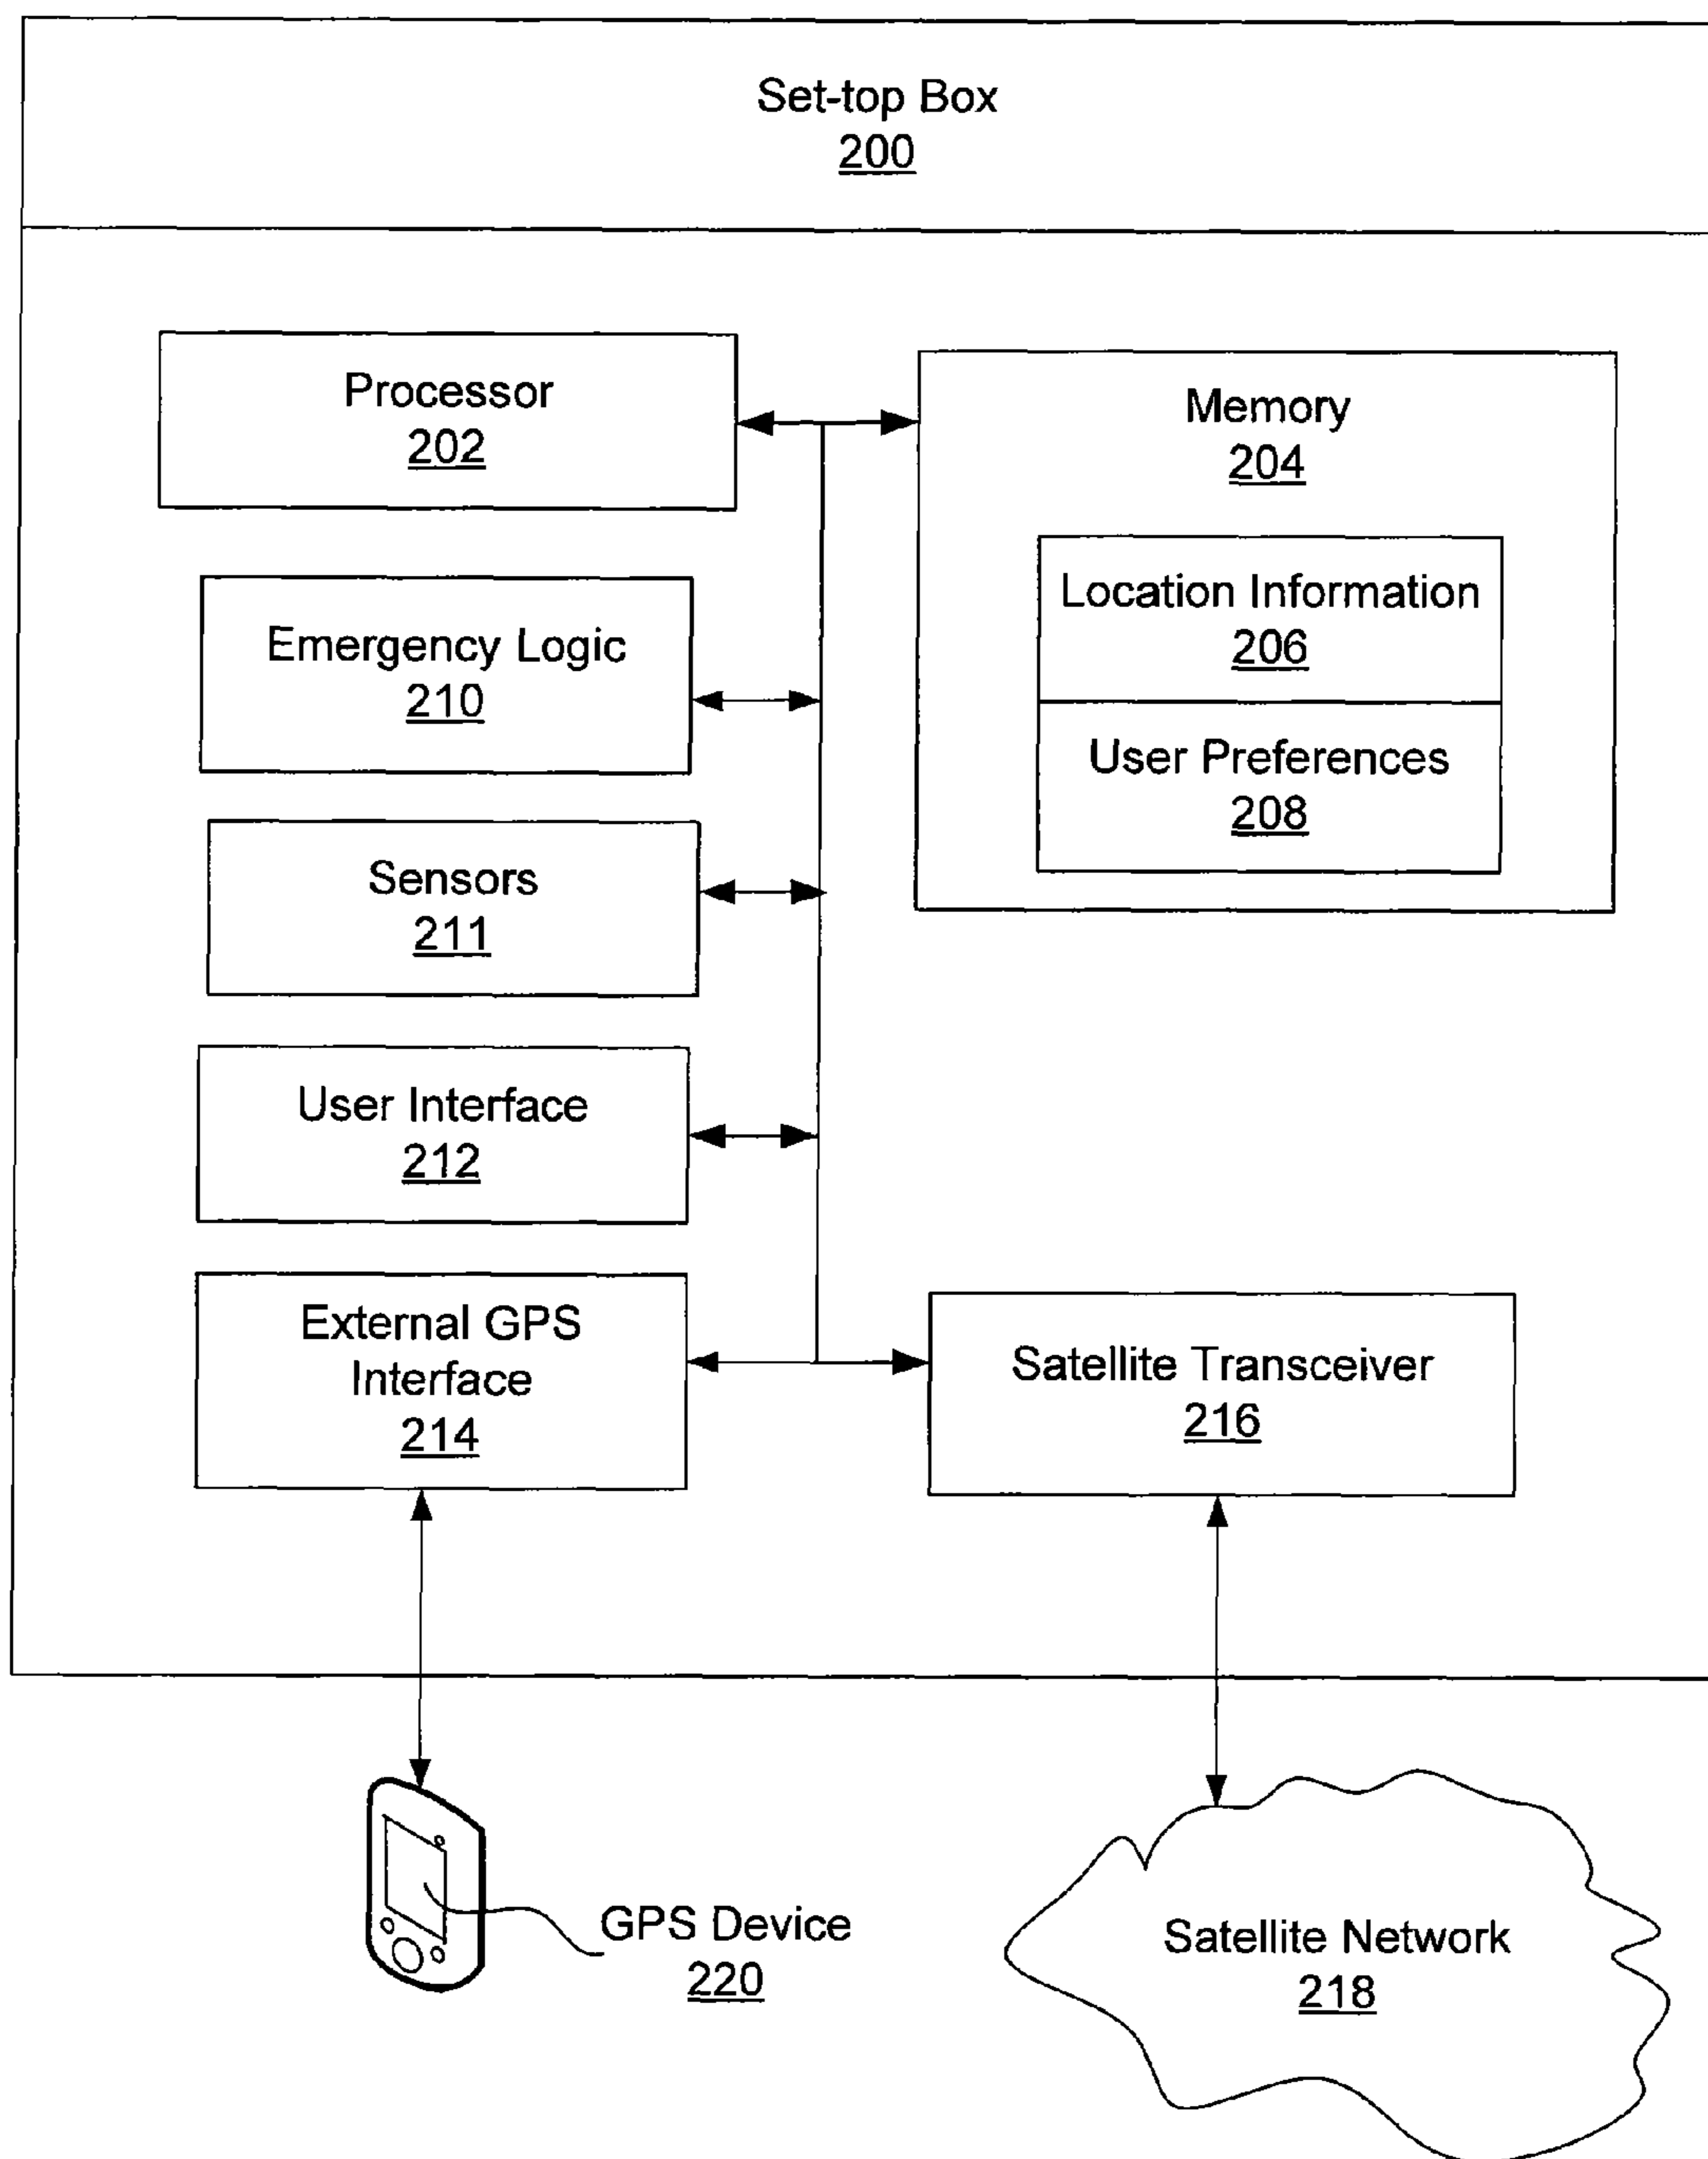 Set-top Box
200
Processor
202
Memory
204
Location Information
206
User Preferences
208
Emergency Logic
210
Sensors
211
User Interface
212
External GPS
Interface
214
Satellite Transceiver
216
GPS Device
220
Satellite Network
218